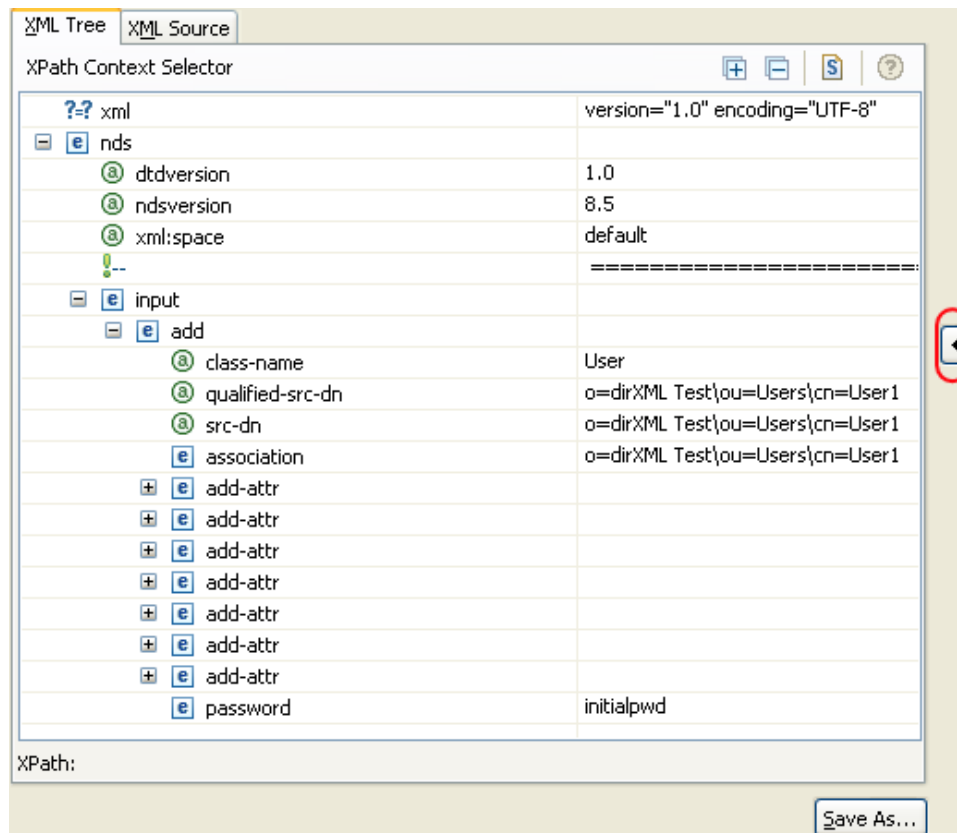 XML Tree XML Source
XPath Context Selector
?=? xml version="1.0" encoding="UTF-8"
e nds
a dtdversion 1.0
a ndsversion 8.5
a xml:space default
!-- =======================
e input
e add
a class-name User
a qualified-src-dn o=dirXML Test\ou=Users\cn=User1
a src-dn o=dirXML Test\ou=Users\cn=User1
e association o=dirXML Test\ou=Users\cn=User1
e add-attr
e add-attr
e add-attr
e add-attr
e add-attr
e add-attr
e add-attr
e password initialpwd
XPath:
Save As...